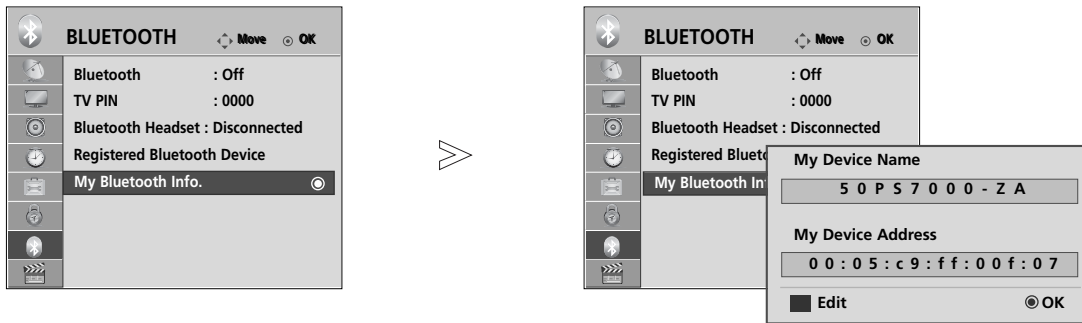 BLUETOOTH Move OK
Bluetooth : Off
TV PIN : 0000
Bluetooth Headset : Disconnected
Registered Bluetooth Device
My Bluetooth Info.
BLUETOOTH Move OK
Bluetooth : Off
TV PIN : 0000
Bluetooth Headset : Disconnected
Registered Bluet
My Bluetooth In
My Device Name
50PS7000-ZA
My Device Address
00:05:c9:ff:00f:07
Edit OK